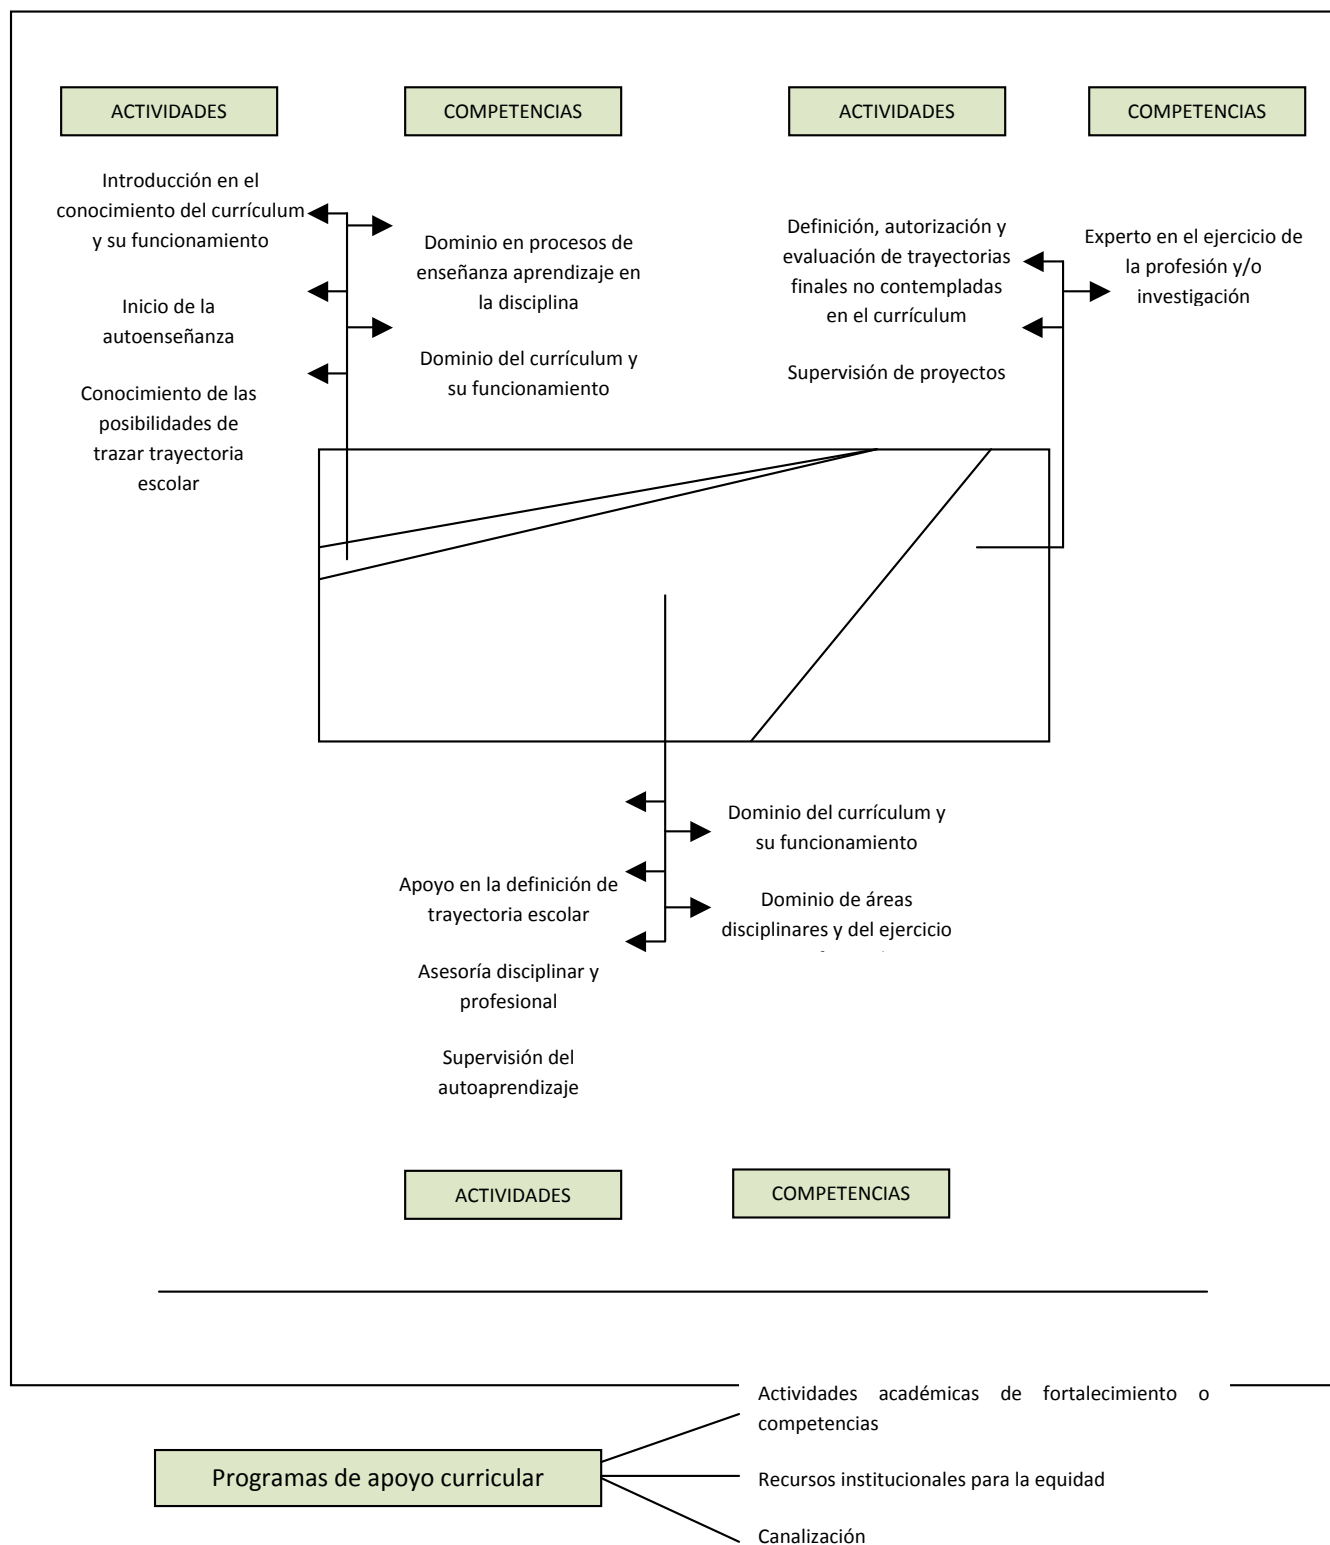 ACTIVIDADES
COMPETENCIAS
ACTIVIDADES
COMPETENCIAS
Introducción en el
conocimiento del currículum
y su funcionamiento
Inicio de la
autoenseñanza
Conocimiento de las
posibilidades de
trazar trayectoria
escolar
Dominio en procesos de
enseñanza aprendizaje en
la disciplina
Dominio del currículum y
su funcionamiento
Definición, autorización y
evaluación de trayectorias
finales no contempladas
en el currículum
Supervisión de proyectos
Experto en el ejercicio de
la profesión y/o
investigación
Apoyo en la definición de
trayectoria escolar
Asesoría disciplinar y
profesional
Supervisión del
autoaprendizaje
Dominio del currículum y
su funcionamiento
Dominio de áreas
disciplinares y del ejercicio
ACTIVIDADES
COMPETENCIAS
Programas de apoyo curricular
Actividades académicas de fortalecimiento o
competencias
Recursos institucionales para la equidad
Canalización